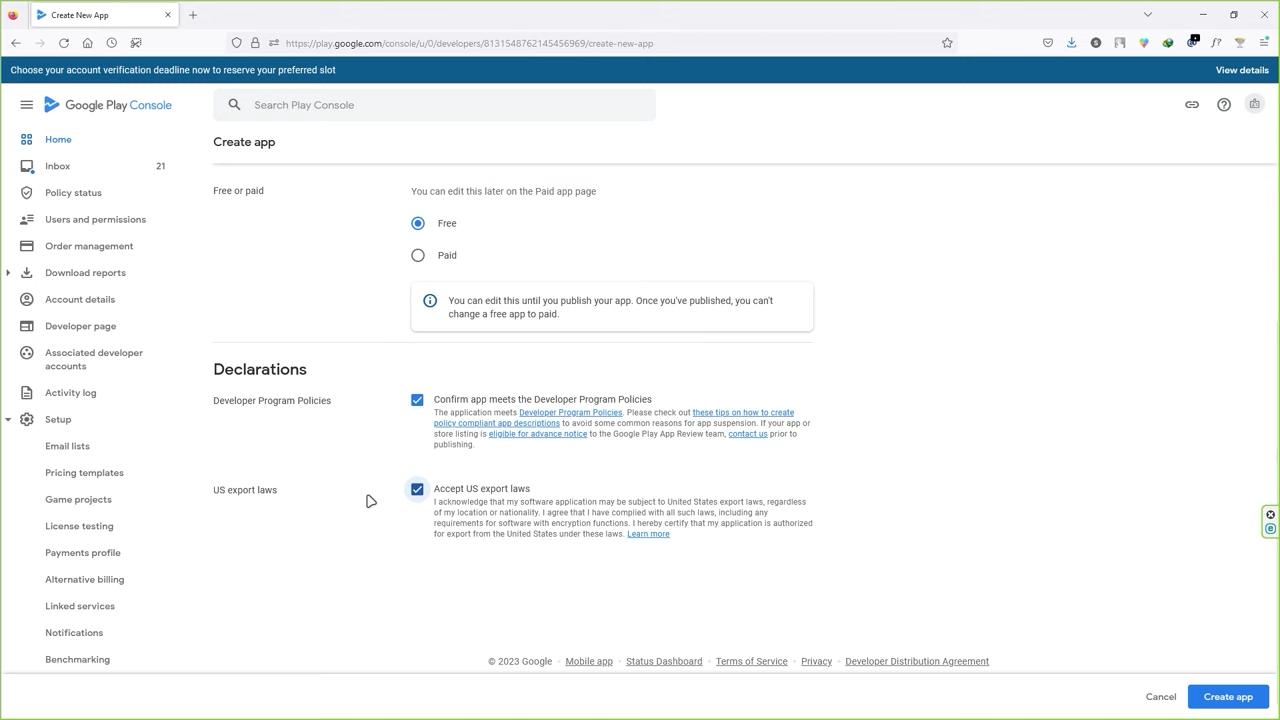 Create New App
https://play.google.com/console/u/0/developers/8131548762145456969/create-new-app
Choose your account verification deadline now to reserve your preferred slot
View details
Google Play Console
Search Play Console
Home
Inbox 21
Policy status
Users and permissions
Order management
Download reports
Account details
Developer page
Associated developer
accounts
Activity log
Setup
Email lists
Pricing templates
Game projects
License testing
Payments profile
Alternative billing
Linked services
Notifications
Benchmarking
Create app
Free or paid
You can edit this later on the Paid app page
Free
Paid
You can edit this until you publish your app. Once you've published, you can't
change a free app to paid.
Declarations
Developer Program Policies
Confirm app meets the Developer Program Policies
The application meets Developer Program Policies. Please check out these tips on how to create
policy compliant app descriptions to avoid some common reasons for app suspension. If your app or
store listing is eligible for advance notice to the Google Play App Review team, contact us prior to
publishing.
US export laws
Accept US export laws
I acknowledge that my software application may be subject to United States export laws, regardless
of my location or nationality. I agree that I have complied with all such laws, including any
requirements for software with encryption functions. I hereby certify that my application is authorized
for export from the United States under these laws. Learn more
© 2023 Google · Mobile app · Status Dashboard · Terms of Service · Privacy · Developer Distribution Agreement
Cancel
Create app